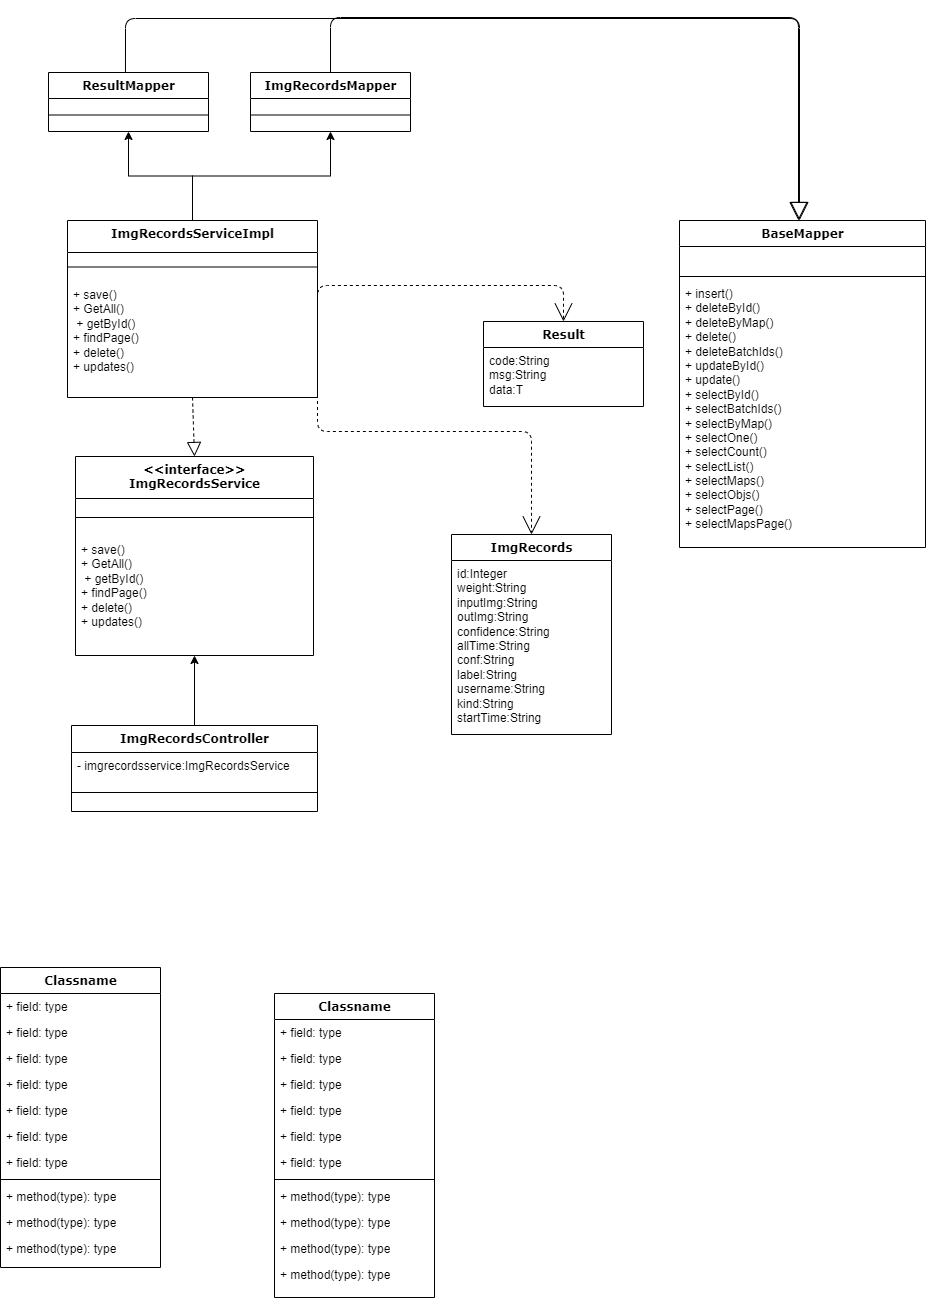 ResultMapper
ImgRecordsMapper
ImgRecordsServiceImpl
+ save()
+ GetAll()
+ getById()
+ findPage()
+ delete()
+ updates()
Result
code:String
msg:String
data:T
BaseMapper
+ insert()
+ deleteById()
+ deleteByMap()
+ delete()
+ deleteBatchIds()
+ updateById()
+ update()
+ selectById()
+ selectBatchIds()
+ selectByMap()
+ selectOne()
+ selectCount()
+ selectList()
+ selectMaps()
+ selectObjs()
+ selectPage()
+ selectMapsPage()
<<interface>>
ImgRecordsService
+ save()
+ GetAll()
+ getById()
+ findPage()
+ delete()
+ updates()
ImgRecords
id:Integer
weight:String
inputImg:String
outImg:String
confidence:String
allTime:String
conf:String
label:String
username:String
kind:String
startTime:String
ImgRecordsController
- imgrecordsservice:ImgRecordsService
Classname
+ field: type
+ field: type
+ field: type
+ field: type
+ field: type
+ field: type
+ field: type
+ method(type): type
+ method(type): type
+ method(type): type
Classname
+ field: type
+ field: type
+ field: type
+ field: type
+ field: type
+ field: type
+ method(type): type
+ method(type): type
+ method(type): type
+ method(type): type